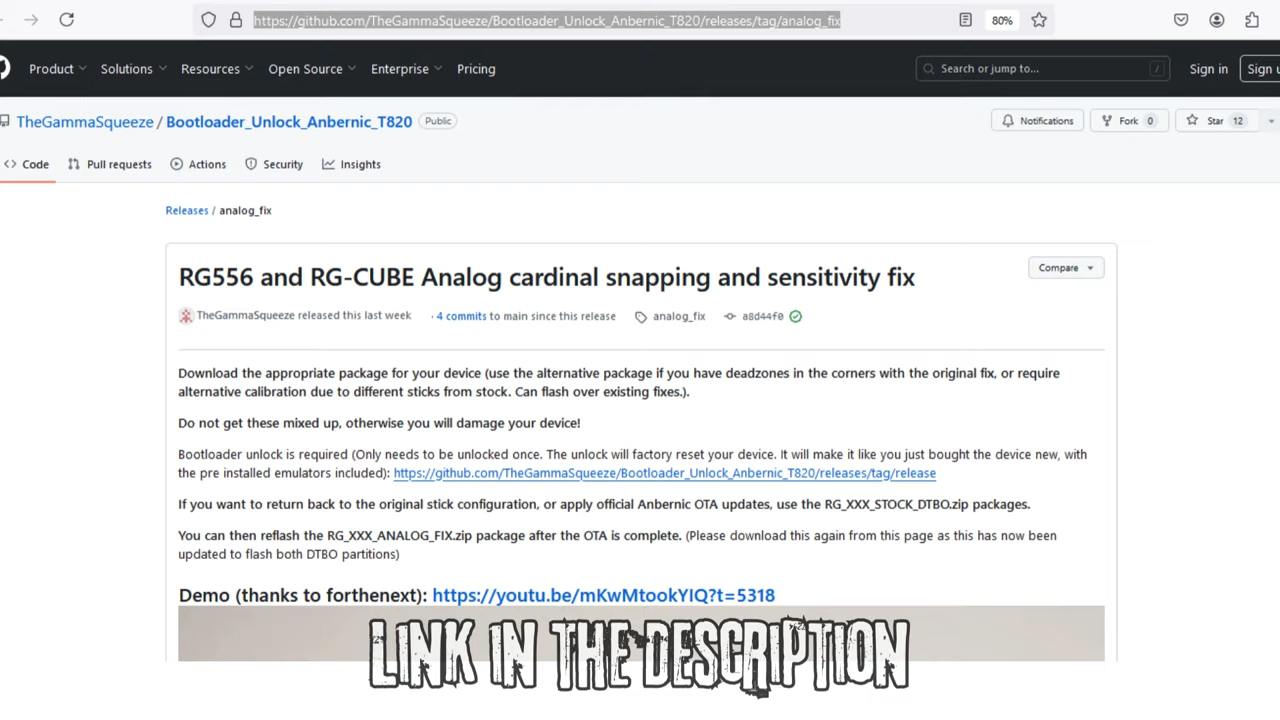 https://github.com/TheGammaSqueeze/Bootloader_Unlock_Anbernic_T820/releases/tag/analog_fix
80%
Product
Solutions
Resources
Open Source
Enterprise
Pricing
Search or jump to...
/
Sign in
Sign u
TheGammaSqueeze / Bootloader_Unlock_Anbernic_T820
Public
Notifications
Fork 0
Star 12
Code
Pull requests
Actions
Security
Insights
Releases / analog_fix
RG556 and RG-CUBE Analog cardinal snapping and sensitivity fix
Compare
TheGammaSqueeze released this last week
· 4 commits to main since this release
analog_fix
a8d44f0
Download the appropriate package for your device (use the alternative package if you have deadzones in the corners with the original fix, or require
alternative calibration due to different sticks from stock. Can flash over existing fixes.).
Do not get these mixed up, otherwise you will damage your device!
Bootloader unlock is required (Only needs to be unlocked once. The unlock will factory reset your device. It will make it like you just bought the device new, with
the pre installed emulators included): https://github.com/TheGammaSqueeze/Bootloader_Unlock_Anbernic_T820/releases/tag/release
If you want to return back to the original stick configuration, or apply official Anbernic OTA updates, use the RG_XXX_STOCK_DTBO.zip packages.
You can then reflash the RG_XXX_ANALOG_FIX.zip package after the OTA is complete. (Please download this again from this page as this has now been
updated to flash both DTBO partitions)
Demo (thanks to forthenext): https://youtu.be/mKwMtookYIQ?t=5318
LINK IN THE DESCRIPTION